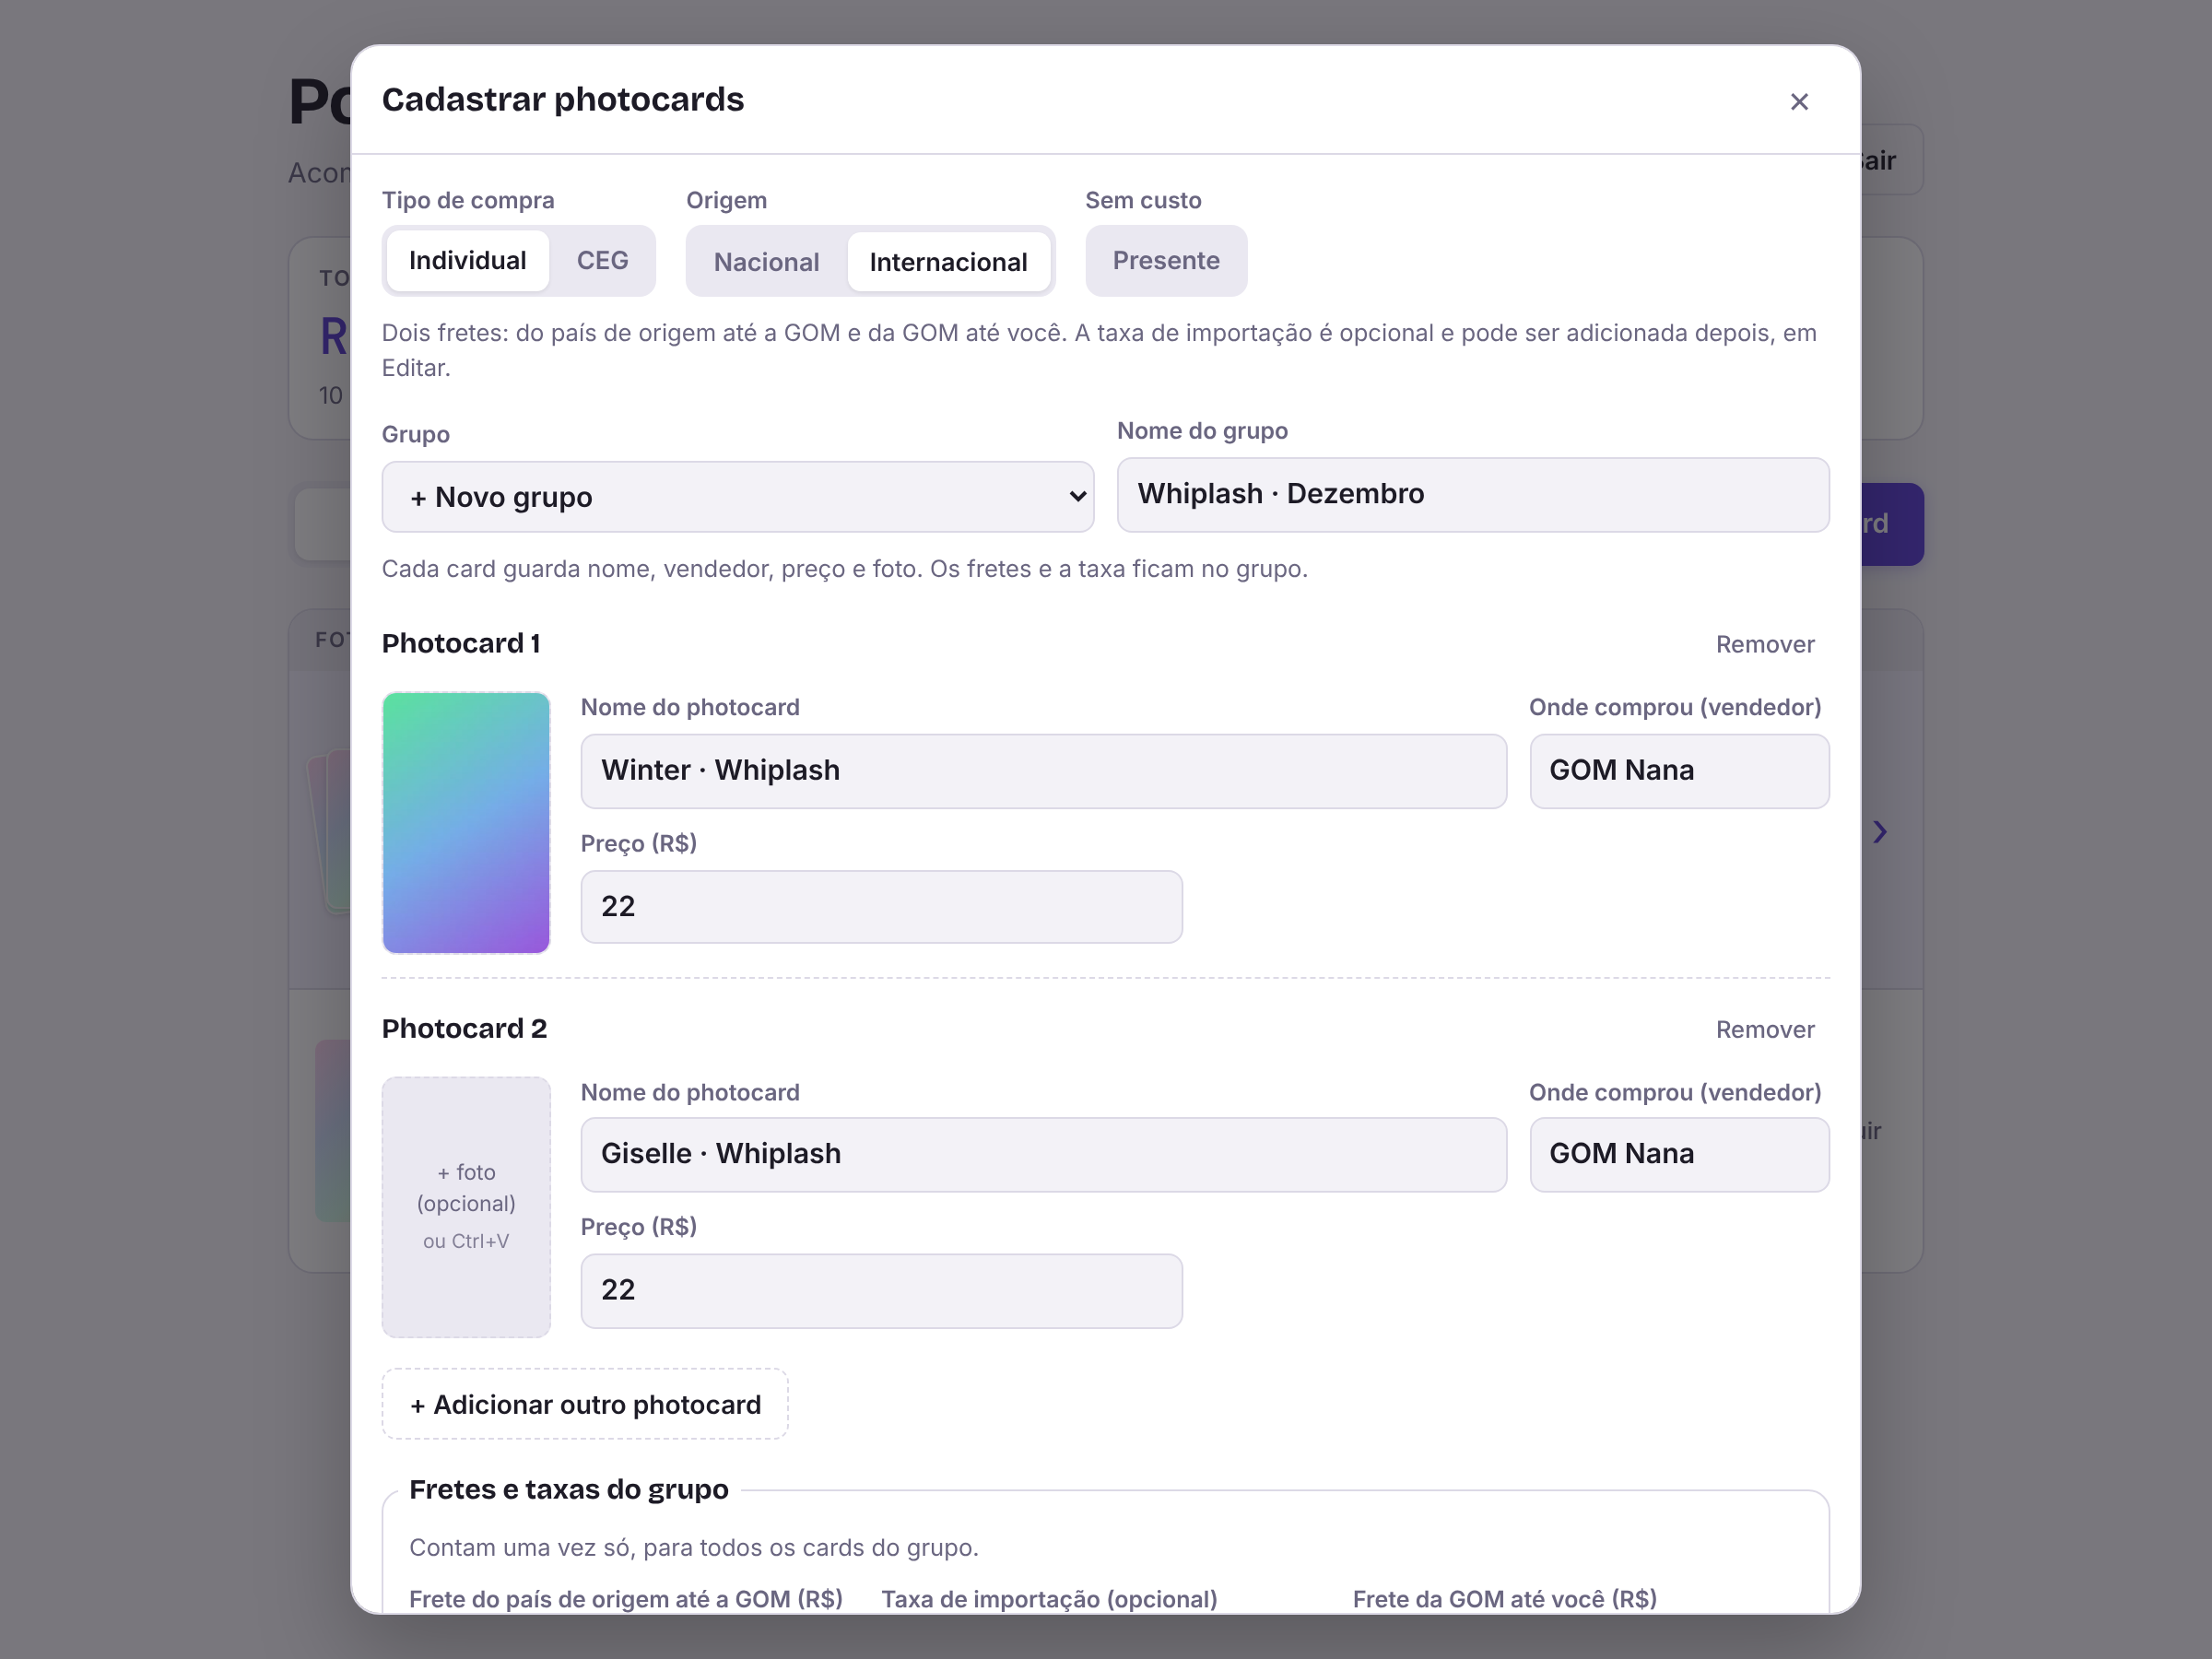 Cadastrar photocards
×
Tipo de compra
Origem
Sem custo
Individual
CEG
Nacional
Internacional
Presente
Dois fretes: do país de origem até a GOM e da GOM até você. A taxa de importação é opcional e pode ser adicionada depois, em
Editar.
Grupo
Nome do grupo
+ Novo grupo
Whiplash · Dezembro
Cada card guarda nome, vendedor, preço e foto. Os fretes e a taxa ficam no grupo.
Photocard 1
Remover
Nome do photocard
Onde comprou (vendedor)
Winter · Whiplash
GOM Nana
Preço (R$)
22
Photocard 2
Remover
Nome do photocard
Onde comprou (vendedor)
+ foto
(opcional)
ou Ctrl+V
Giselle · Whiplash
GOM Nana
Preço (R$)
22
+ Adicionar outro photocard
Fretes e taxas do grupo
Contam uma vez só, para todos os cards do grupo.
Frete do país de origem até a GOM (R$)
Taxa de importação (opcional)
Frete da GOM até você (R$)
10